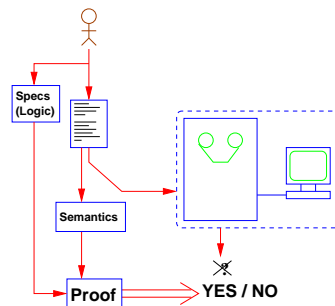 Specs
(Logic)
Semantics
?
Proof
YES / NO